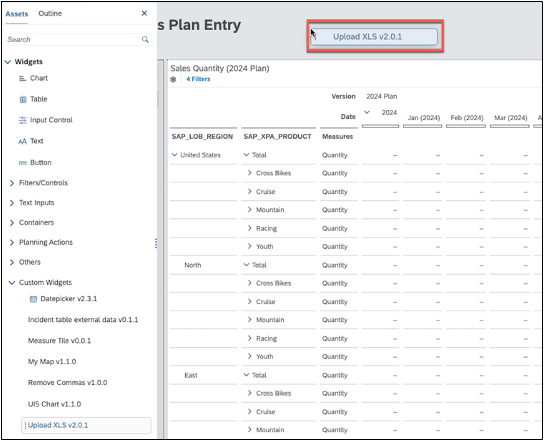 Assets Outline
s Plan Entry
Upload XLS v2.0.1
Search
Widgets
Chart
Table
Input Control
Text
Button
Filters/Controls
Text Inputs
Containers
Planning Actions
Others
Custom Widgets
Datepicker v2.3.1
Incident table external data v0.1.1
Measure Tile v0.0.1
My Map v1.1.0
Remove Commas v1.0.0
UI5 Chart v1.1.0
Upload XLS v2.0.1
Sales Quantity (2024 Plan)
4 Filters
Version 2024 Plan
Date 2024 Jan (2024) Feb (2024) Mar (2024) A
SAP_LOB_REGION SAP_XPA_PRODUCT Measures
United States Total Quantity – – – –
Cross Bikes Quantity – – – –
Cruise Quantity – – – –
Mountain Quantity – – – –
Racing Quantity – – – –
Youth Quantity – – – –
North Total Quantity – – – –
Cross Bikes Quantity – – – –
Cruise Quantity – – – –
Mountain Quantity – – – –
Racing Quantity – – – –
Youth Quantity – – – –
East Total Quantity – – – –
Cross Bikes Quantity – – – –
Cruise Quantity – – – –
Mountain Quantity – – – –